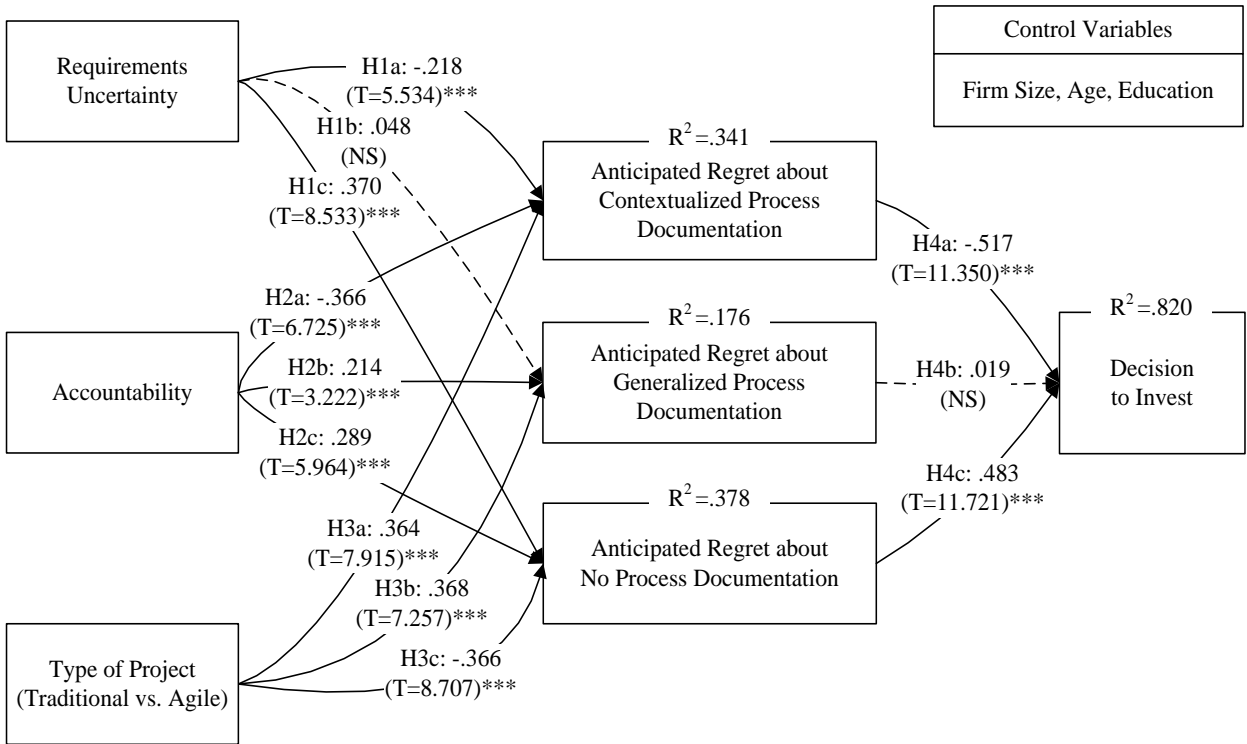 Control Variables
Firm Size, Age, Education
Requirements
Uncertainty
H1a: -.218
(T=5.534)***
H1b: .048
(NS)
H1c: .370
(T=8.533)***
R²=.341
Anticipated Regret about
Contextualized Process
Documentation
H4a: -.517
(T=11.350)***
Accountability
H2a: -.366
(T=6.725)***
H2b: .214
(T=3.222)***
H2c: .289
(T=5.964)***
R²=.176
Anticipated Regret about
Generalized Process
Documentation
H4b: .019
(NS)
R²=.820
Decision
to Invest
Type of Project
(Traditional vs. Agile)
H3a: .364
(T=7.915)***
H3b: .368
(T=7.257)***
H3c: -.366
(T=8.707)***
R²=.378
Anticipated Regret about
No Process Documentation
H4c: .483
(T=11.721)***